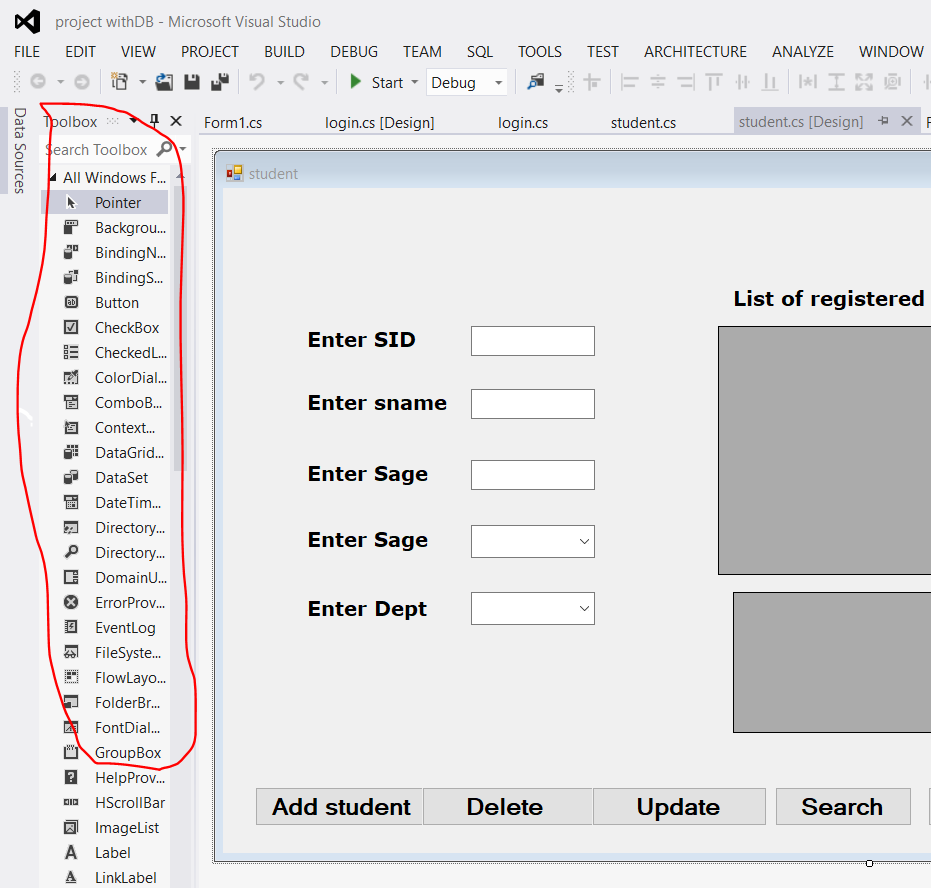 project withDB - Microsoft Visual Studio
FILE EDIT VIEW PROJECT BUILD DEBUG TEAM SQL TOOLS TEST ARCHITECTURE ANALYZE WINDOW
Start Debug
Data Sources
Toolbox
Form1.cs login.cs [Design] login.cs student.cs student.cs [Design]
Search Toolbox
All Windows F...
Pointer
Backgrou...
BindingN...
BindingS...
Button
CheckBox
CheckedL...
ColorDial...
ComboB...
Context...
DataGrid...
DataSet
DateTim...
Directory...
Directory...
DomainU...
ErrorProv...
EventLog
FileSyste...
FlowLayo...
FolderBr...
FontDial...
GroupBox
HelpProv...
HScrollBar
ImageList
Label
LinkLabel
student
List of registered
Enter SID
Enter sname
Enter Sage
Enter Sage
Enter Dept
Add student Delete Update Search